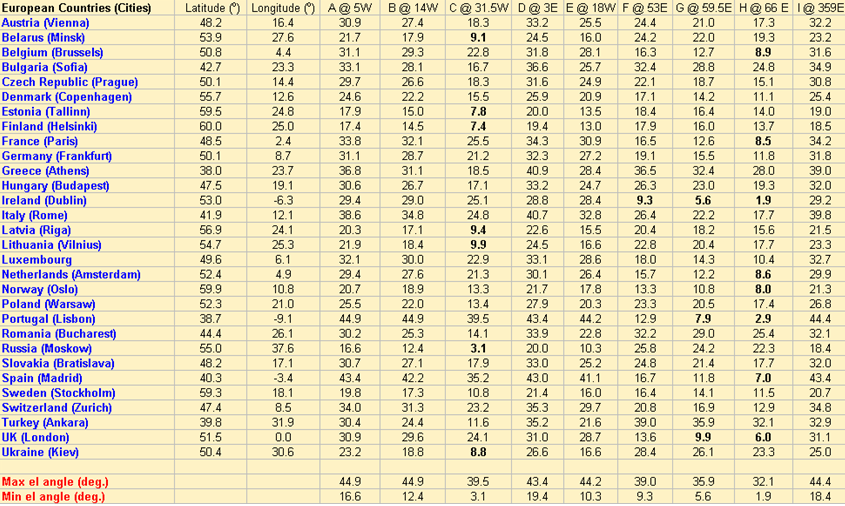 European Countries (Cities) Latitude (º) Longitude (º) A @ 5W B @ 14W C @ 31.5W D @ 3E E @ 18W F @ 53E G @ 59.5E H @ 66 E I @ 359E
Austria (Vienna) 48.2 16.4 30.9 27.4 18.3 33.2 25.5 24.4 21.0 17.3 32.2
Belarus (Minsk) 53.9 27.6 21.7 17.9 9.1 24.5 16.0 24.2 22.0 19.3 23.2
Belgium (Brussels) 50.8 4.4 31.1 29.3 22.8 31.8 28.1 16.3 12.7 8.9 31.6
Bulgaria (Sofia) 42.7 23.3 33.1 28.1 16.7 36.6 25.7 32.4 28.8 24.8 34.9
Czech Republic (Prague) 50.1 14.4 29.7 26.6 18.3 31.6 24.9 22.1 18.7 15.1 30.8
Denmark (Copenhagen) 55.7 12.6 24.6 22.2 15.5 25.9 20.9 17.1 14.2 11.1 25.4
Estonia (Tallinn) 59.5 24.8 17.9 15.0 7.8 20.0 13.5 18.4 16.4 14.0 19.0
Finland (Helsinki) 60.0 25.0 17.4 14.5 7.4 19.4 13.0 17.9 16.0 13.7 18.5
France (Paris) 48.5 2.4 33.8 32.1 25.5 34.3 30.9 16.5 12.6 8.5 34.2
Germany (Frankfurt) 50.1 8.7 31.1 28.7 21.2 32.3 27.2 19.1 15.5 11.8 31.8
Greece (Athens) 38.0 23.7 36.8 31.1 18.5 40.9 28.4 36.5 32.4 28.0 39.0
Hungary (Budapest) 47.5 19.1 30.6 26.7 17.1 33.2 24.7 26.3 23.0 19.3 32.0
Ireland (Dublin) 53.0 -6.3 29.4 29.0 25.1 28.8 28.4 9.3 5.6 1.9 29.2
Italy (Rome) 41.9 12.1 38.6 34.8 24.8 40.7 32.8 26.4 22.2 17.7 39.8
Latvia (Riga) 56.9 24.1 20.3 17.1 9.4 22.6 15.5 20.4 18.2 15.6 21.5
Lithuania (Vilnius) 54.7 25.3 21.9 18.4 9.9 24.5 16.6 22.8 20.4 17.7 23.3
Luxembourg 49.6 6.1 32.1 30.0 22.9 33.1 28.6 18.0 14.3 10.4 32.7
Netherlands (Amsterdam) 52.4 4.9 29.4 27.6 21.3 30.1 26.4 15.7 12.2 8.6 29.9
Norway (Oslo) 59.9 10.8 20.7 18.9 13.3 21.7 17.8 13.3 10.8 8.0 21.3
Poland (Warsaw) 52.3 21.0 25.5 22.0 13.4 27.9 20.3 23.3 20.5 17.4 26.8
Portugal (Lisbon) 38.7 -9.1 44.9 44.9 39.5 43.4 44.2 12.9 7.9 2.9 44.4
Romania (Bucharest) 44.4 26.1 30.2 25.3 14.1 33.9 22.8 32.2 29.0 25.4 32.1
Russia (Moskow) 55.0 37.6 16.6 12.4 3.1 20.0 10.3 25.8 24.2 22.3 18.4
Slovakia (Bratislava) 48.2 17.1 30.7 27.1 17.9 33.0 25.2 24.8 21.4 17.7 32.0
Spain (Madrid) 40.3 -3.4 43.4 42.2 35.2 43.0 41.1 16.7 11.8 7.0 43.4
Sweden (Stockholm) 59.3 18.1 19.8 17.3 10.8 21.4 16.0 16.4 14.1 11.5 20.7
Switzerland (Zurich) 47.4 8.5 34.0 31.3 23.2 35.3 29.7 20.8 16.9 12.9 34.8
Turkey (Ankara) 39.8 31.9 30.4 24.4 11.6 35.2 21.6 39.0 35.9 32.1 32.9
UK (London) 51.5 0.0 30.9 29.6 24.1 31.0 28.7 13.6 9.9 6.0 31.1
Ukraine (Kiev) 50.4 30.6 23.2 18.8 8.8 26.6 16.6 28.4 26.1 23.3 25.0
Max el angle (deg.) 44.9 44.9 39.5 43.4 44.2 39.0 35.9 32.1 44.4
Min el angle (deg.) 16.6 12.4 3.1 19.4 10.3 9.3 5.6 1.9 18.4